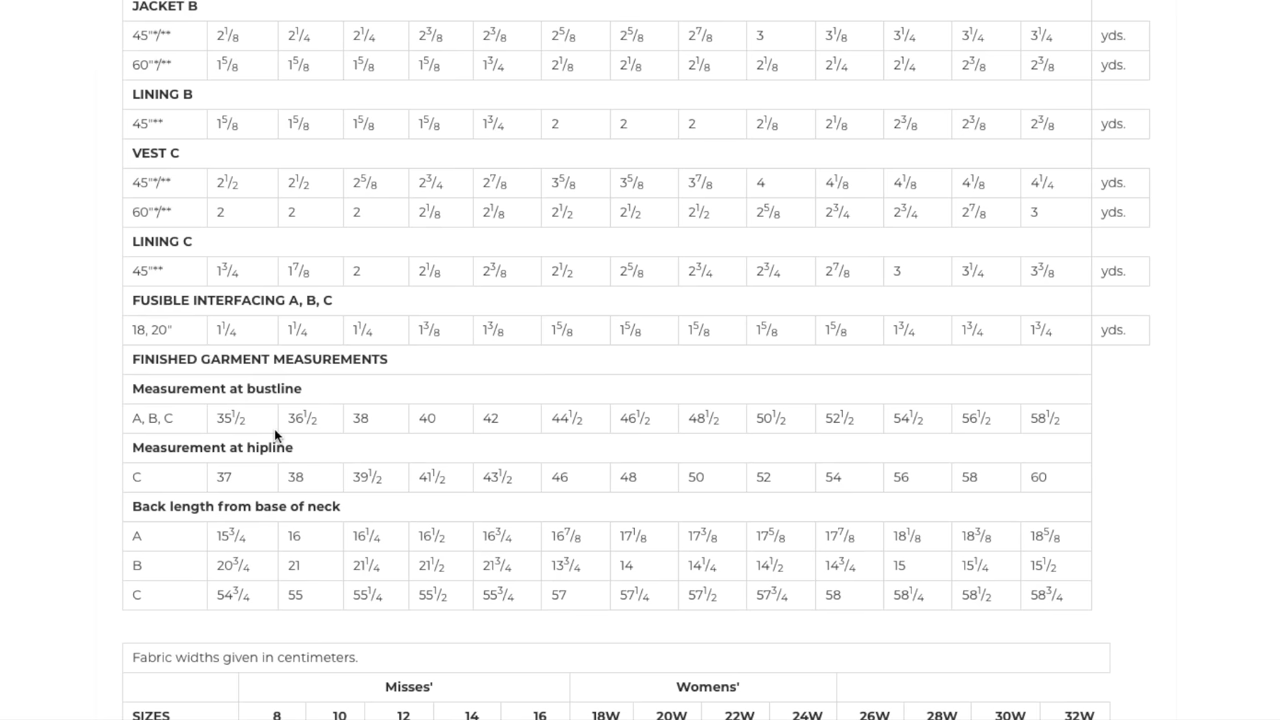 JACKET B
45"*/** 2 1/8 2 1/4 2 1/4 2 3/8 2 3/8 2 5/8 2 5/8 2 7/8 3 3 1/8 3 1/4 3 1/4 3 1/4 yds.
60"*/** 1 5/8 1 5/8 1 5/8 1 5/8 1 3/4 2 1/8 2 1/8 2 1/8 2 1/8 2 1/4 2 1/4 2 3/8 2 3/8 yds.
LINING B
45"** 1 5/8 1 5/8 1 5/8 1 5/8 1 3/4 2 2 2 2 1/8 2 1/8 2 3/8 2 3/8 2 3/8 yds.
VEST C
45"*/** 2 1/2 2 1/2 2 5/8 2 3/4 2 7/8 3 5/8 3 5/8 3 7/8 4 4 1/8 4 1/8 4 1/8 4 1/4 yds.
60"*/** 2 2 2 2 1/8 2 1/8 2 1/2 2 1/2 2 1/2 2 5/8 2 3/4 2 3/4 2 7/8 3 yds.
LINING C
45"** 1 3/4 1 7/8 2 2 1/8 2 3/8 2 1/2 2 5/8 2 3/4 2 3/4 2 7/8 3 3 1/4 3 3/8 yds.
FUSIBLE INTERFACING A, B, C
18, 20" 1 1/4 1 1/4 1 1/4 1 3/8 1 3/8 1 5/8 1 5/8 1 5/8 1 5/8 1 5/8 1 3/4 1 3/4 1 3/4 yds.
FINISHED GARMENT MEASUREMENTS
Measurement at bustline
A, B, C 35 1/2 36 1/2 38 40 42 44 1/2 46 1/2 48 1/2 50 1/2 52 1/2 54 1/2 56 1/2 58 1/2
Measurement at hipline
C 37 38 39 1/2 41 1/2 43 1/2 46 48 50 52 54 56 58 60
Back length from base of neck
A 15 3/4 16 16 1/4 16 1/2 16 3/4 16 7/8 17 1/8 17 3/8 17 5/8 17 7/8 18 1/8 18 3/8 18 5/8
B 20 3/4 21 21 1/4 21 1/2 21 3/4 13 3/4 14 14 1/4 14 1/2 14 3/4 15 15 1/4 15 1/2
C 54 3/4 55 55 1/4 55 1/2 55 3/4 57 57 1/4 57 1/2 57 3/4 58 58 1/4 58 1/2 58 3/4
Fabric widths given in centimeters.
Misses' Womens'
SIZES 8 10 12 14 16 18W 20W 22W 24W 26W 28W 30W 32W